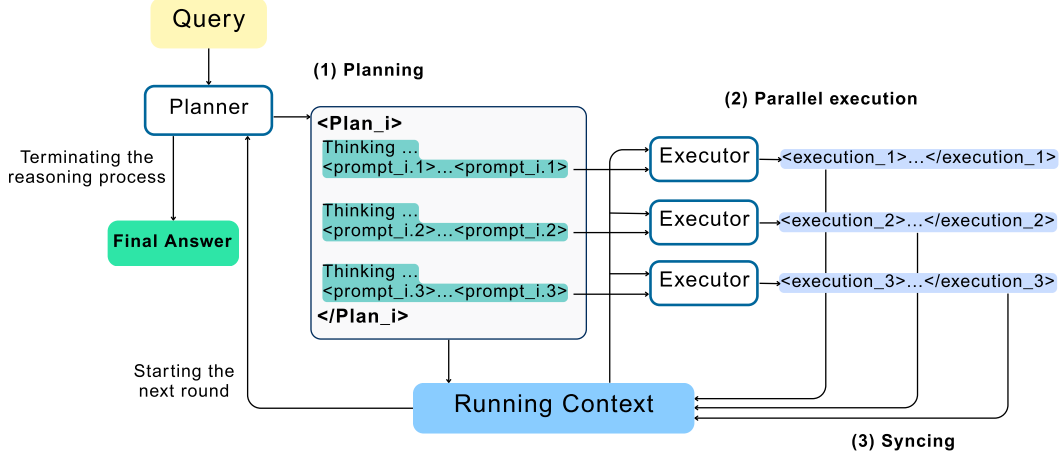 Query
(1) Planning
Planner
(2) Parallel execution
<Plan_i>
Thinking ...
<prompt_i.1>...<prompt_i.1>
Thinking ...
<prompt_i.2>...<prompt_i.2>
Thinking ...
<prompt_i.3>...<prompt_i.3>
</Plan_i>
Executor
<execution_1>...</execution_1>
Executor
<execution_2>...</execution_2>
Executor
<execution_3>...</execution_3>
Terminating the
reasoning process
Final Answer
Starting the
next round
Running Context
(3) Syncing